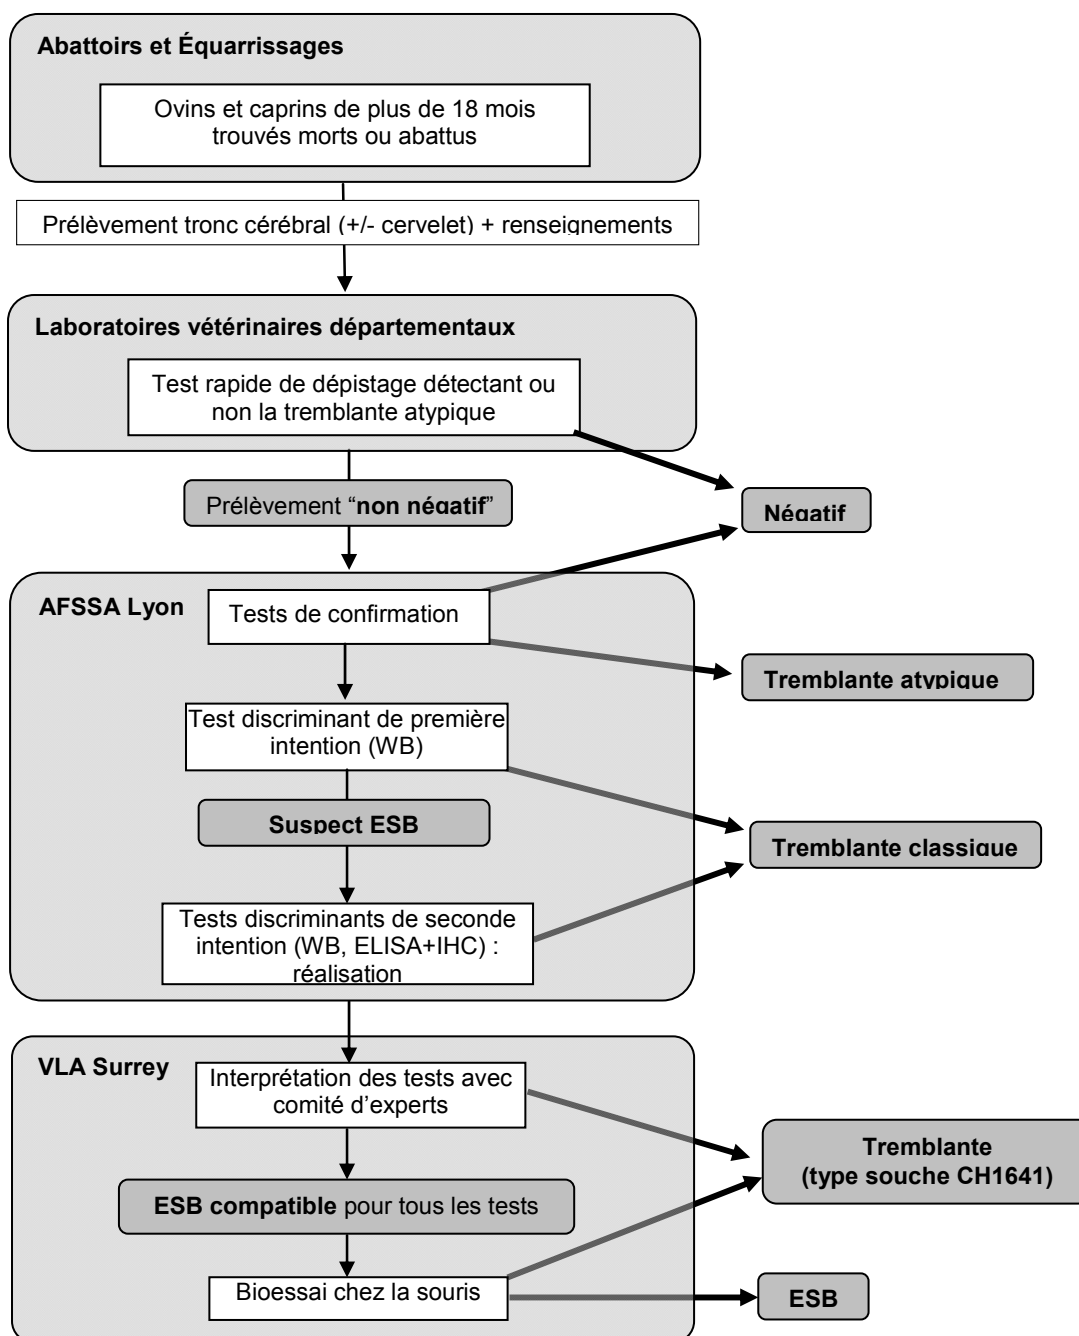 Abattoirs et Équarrissages
Ovins et caprins de plus de 18 mois
trouvés morts ou abattus
Prélèvement tronc cérébral (+/- cervelet) + renseignements
Laboratoires vétérinaires départementaux
Test rapide de dépistage détectant ou
non la tremblante atypique
Prélèvement “non négatif”
Négatif
AFSSA Lyon
Tests de confirmation
Tremblante atypique
Test discriminant de première
intention (WB)
Suspect ESB
Tremblante classique
Tests discriminants de seconde
intention (WB, ELISA+IHC) :
réalisation
VLA Surrey
Interprétation des tests avec
comité d’experts
Tremblante
(type souche CH1641)
ESB compatible pour tous les tests
Bioessai chez la souris
ESB